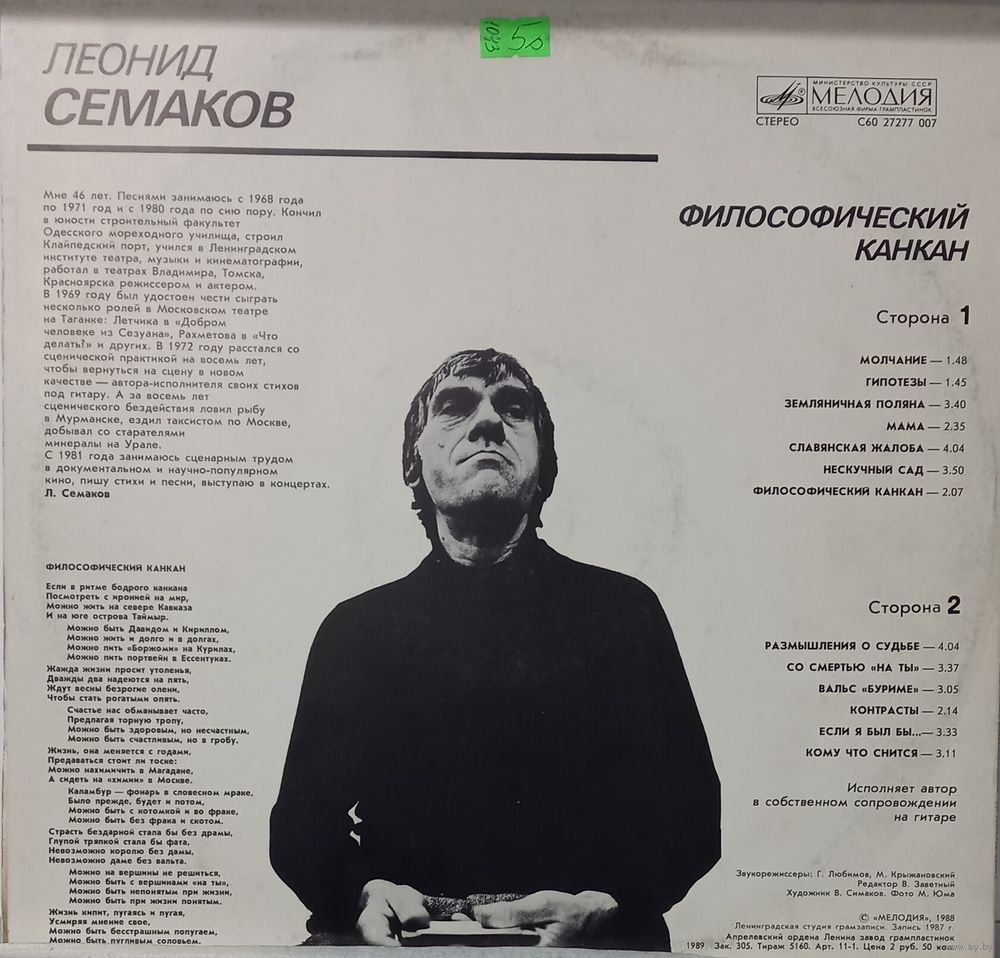 1043 50
ЛЕОНИД
СЕМАКОВ
МИНИСТЕРСТВО КУЛЬТУРЫ СССР
МЕЛОДИЯ
ВСЕСОЮЗНАЯ ФИРМА ГРАМПЛАСТИНОК
СТЕРЕО С60 27277 007
Мне 46 лет. Песнями занимаюсь с 1968 года
по 1971 год и с 1980 года по сию пору. Кончил
в юности строительный факультет
Одесского мореходного училища, строил
Клайпедский порт, учился в Ленинградском
институте театра, музыки и кинематографии,
работал в театрах Владимира, Томска,
Красноярска режиссером и актером.
В 1969 году был удостоен чести сыграть
несколько ролей в Московском театре
на Таганке: Летчика в «Добром
человеке из Сезуана», Рахметова в «Что
делать?» и других. В 1972 году расстался со
сценической практикой на восемь лет,
чтобы вернуться на сцену в новом
качестве — автора-исполнителя своих стихов
под гитару. А за восемь лет
сценического бездействия ловил рыбу
в Мурманске, ездил таксистом по Москве,
добывал со старателями
минералы на Урале.
С 1981 года занимаюсь сценарным трудом
в документальном и научно-популярном
кино, пишу стихи и песни, выступаю в концертах.
Л. Семаков
ФИЛОСОФИЧЕСКИЙ КАНКАН
Если в ритме бодрого канкана
Посмотреть с иронией на мир,
Можно жить на севере Кавказа
И на юге острова Таймыр.
Можно быть Давидом и Кириллом,
Можно жить и долго и в долгах,
Можно пить «Боржоми» на Курилах,
Можно пить портвейн в Ессентуках.
Жажда жизни просит утоленья,
Дважды два надеются на пять,
Ждут весны безрогие олени,
Чтобы стать рогатыми опять.
Счастье нас обманывает часто,
Предлагая торную тропу,
Можно быть здоровым, но несчастным,
Можно быть счастливым, но в гробу.
Жизнь, она меняется с годами,
Предаваться стоит ли тоске:
Можно нахимичить в Магадане,
А сидеть на «химии» в Москве.
Каламбур — фонарь в словесном мраке,
Было прежде, будет и потом,
Можно быть с котомкой и во фраке,
Можно быть без фрака и скотом.
Страсть бездарной стала бы без драмы,
Глупой тряпкой стала бы фата,
Невозможно королю без дамы,
Невозможно даме без вальта.
Можно на вершины не решиться,
Можно быть с вершинами «на ты»,
Можно быть непонятым при жизни,
Можно быть при жизни понятым.
Жизнь кипит, пугаясь и пугая,
Усмиряя мнение свое,
Можно быть бесстрашным попугаем,
Можно быть пугливым соловьем.
ФИЛОСОФИЧЕСКИЙ
КАНКАН
Сторона 1
МОЛЧАНИЕ — 1.48
ГИПОТЕЗЫ — 1.45
ЗЕМЛЯНИЧНАЯ ПОЛЯНА — 3.40
МАМА — 2.35
СЛАВЯНСКАЯ ЖАЛОБА — 4.04
НЕСКУЧНЫЙ САД — 3.50
ФИЛОСОФИЧЕСКИЙ КАНКАН — 2.07
Сторона 2
РАЗМЫШЛЕНИЯ О СУДЬБЕ — 4.04
СО СМЕРТЬЮ «НА ТЫ» — 3.37
ВАЛЬС «БУРИМЕ» — 3.05
КОНТРАСТЫ — 2.14
ЕСЛИ Я БЫЛ БЫ...— 3.33
КОМУ ЧТО СНИТСЯ — 3.11
Исполняет автор
в собственном сопровождении
на гитаре
Звукорежиссеры: Г. Любимов, М. Крыжановский
Редактор В. Заветный
Художник В. Симаков. Фото М. Юма
© «МЕЛОДИЯ», 1988
Ленинградская студия грамзаписи. Запись 1987 г.
Апрелевский ордена Ленина завод грампластинок
1989 Зак. 305. Тираж 5160. Арт. 11-1. Цена 2 руб. 50 коп.
www.ay.by